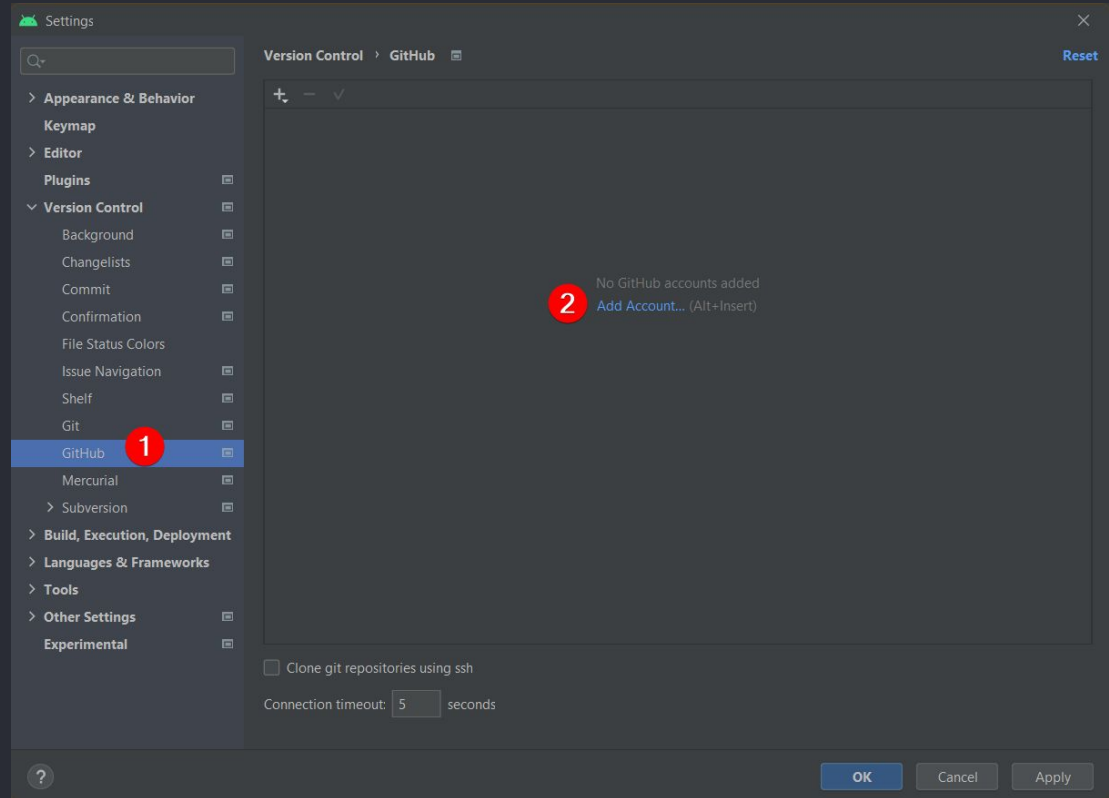 Settings
Version Control › GitHub
Reset
Appearance & Behavior
Keymap
Editor
Plugins
Version Control
Background
Changelists
Commit
Confirmation
File Status Colors
Issue Navigation
Shelf
Git
GitHub
1
Mercurial
Subversion
Build, Execution, Deployment
Languages & Frameworks
Tools
Other Settings
Experimental
No GitHub accounts added
2
Add Account... (Alt+Insert)
Clone git repositories using ssh
Connection timeout: 5 seconds
?
OK
Cancel
Apply